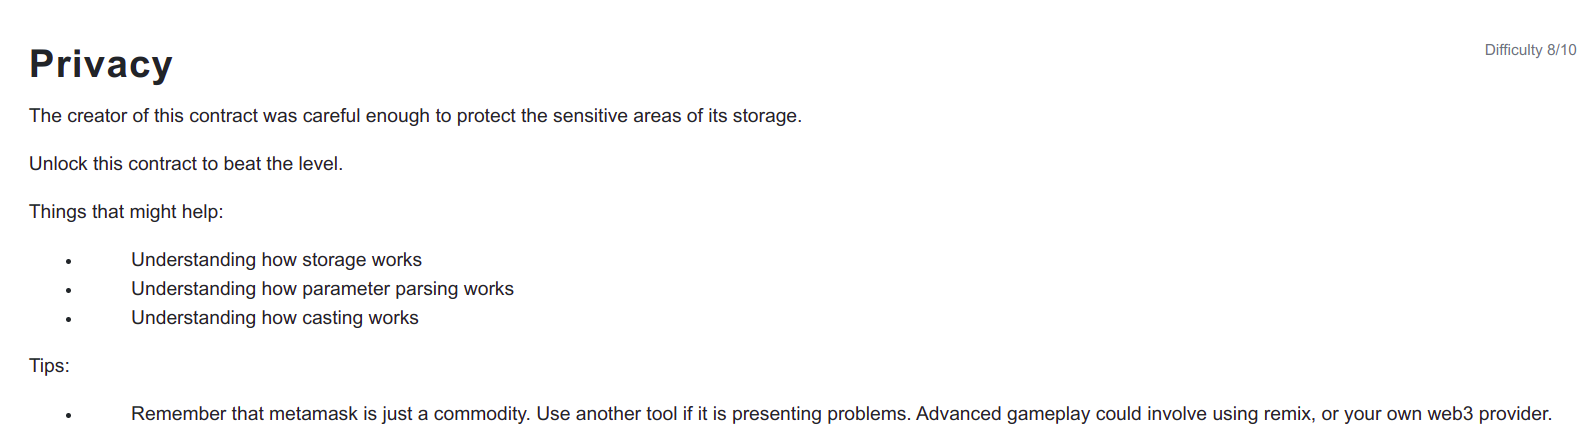 Privacy
Difficulty 8/10
The creator of this contract was careful enough to protect the sensitive areas of its storage.
Unlock this contract to beat the level.
Things that might help:
• Understanding how storage works
• Understanding how parameter parsing works
• Understanding how casting works
Tips:
• Remember that metamask is just a commodity. Use another tool if it is presenting problems. Advanced gameplay could involve using remix, or your own web3 provider.